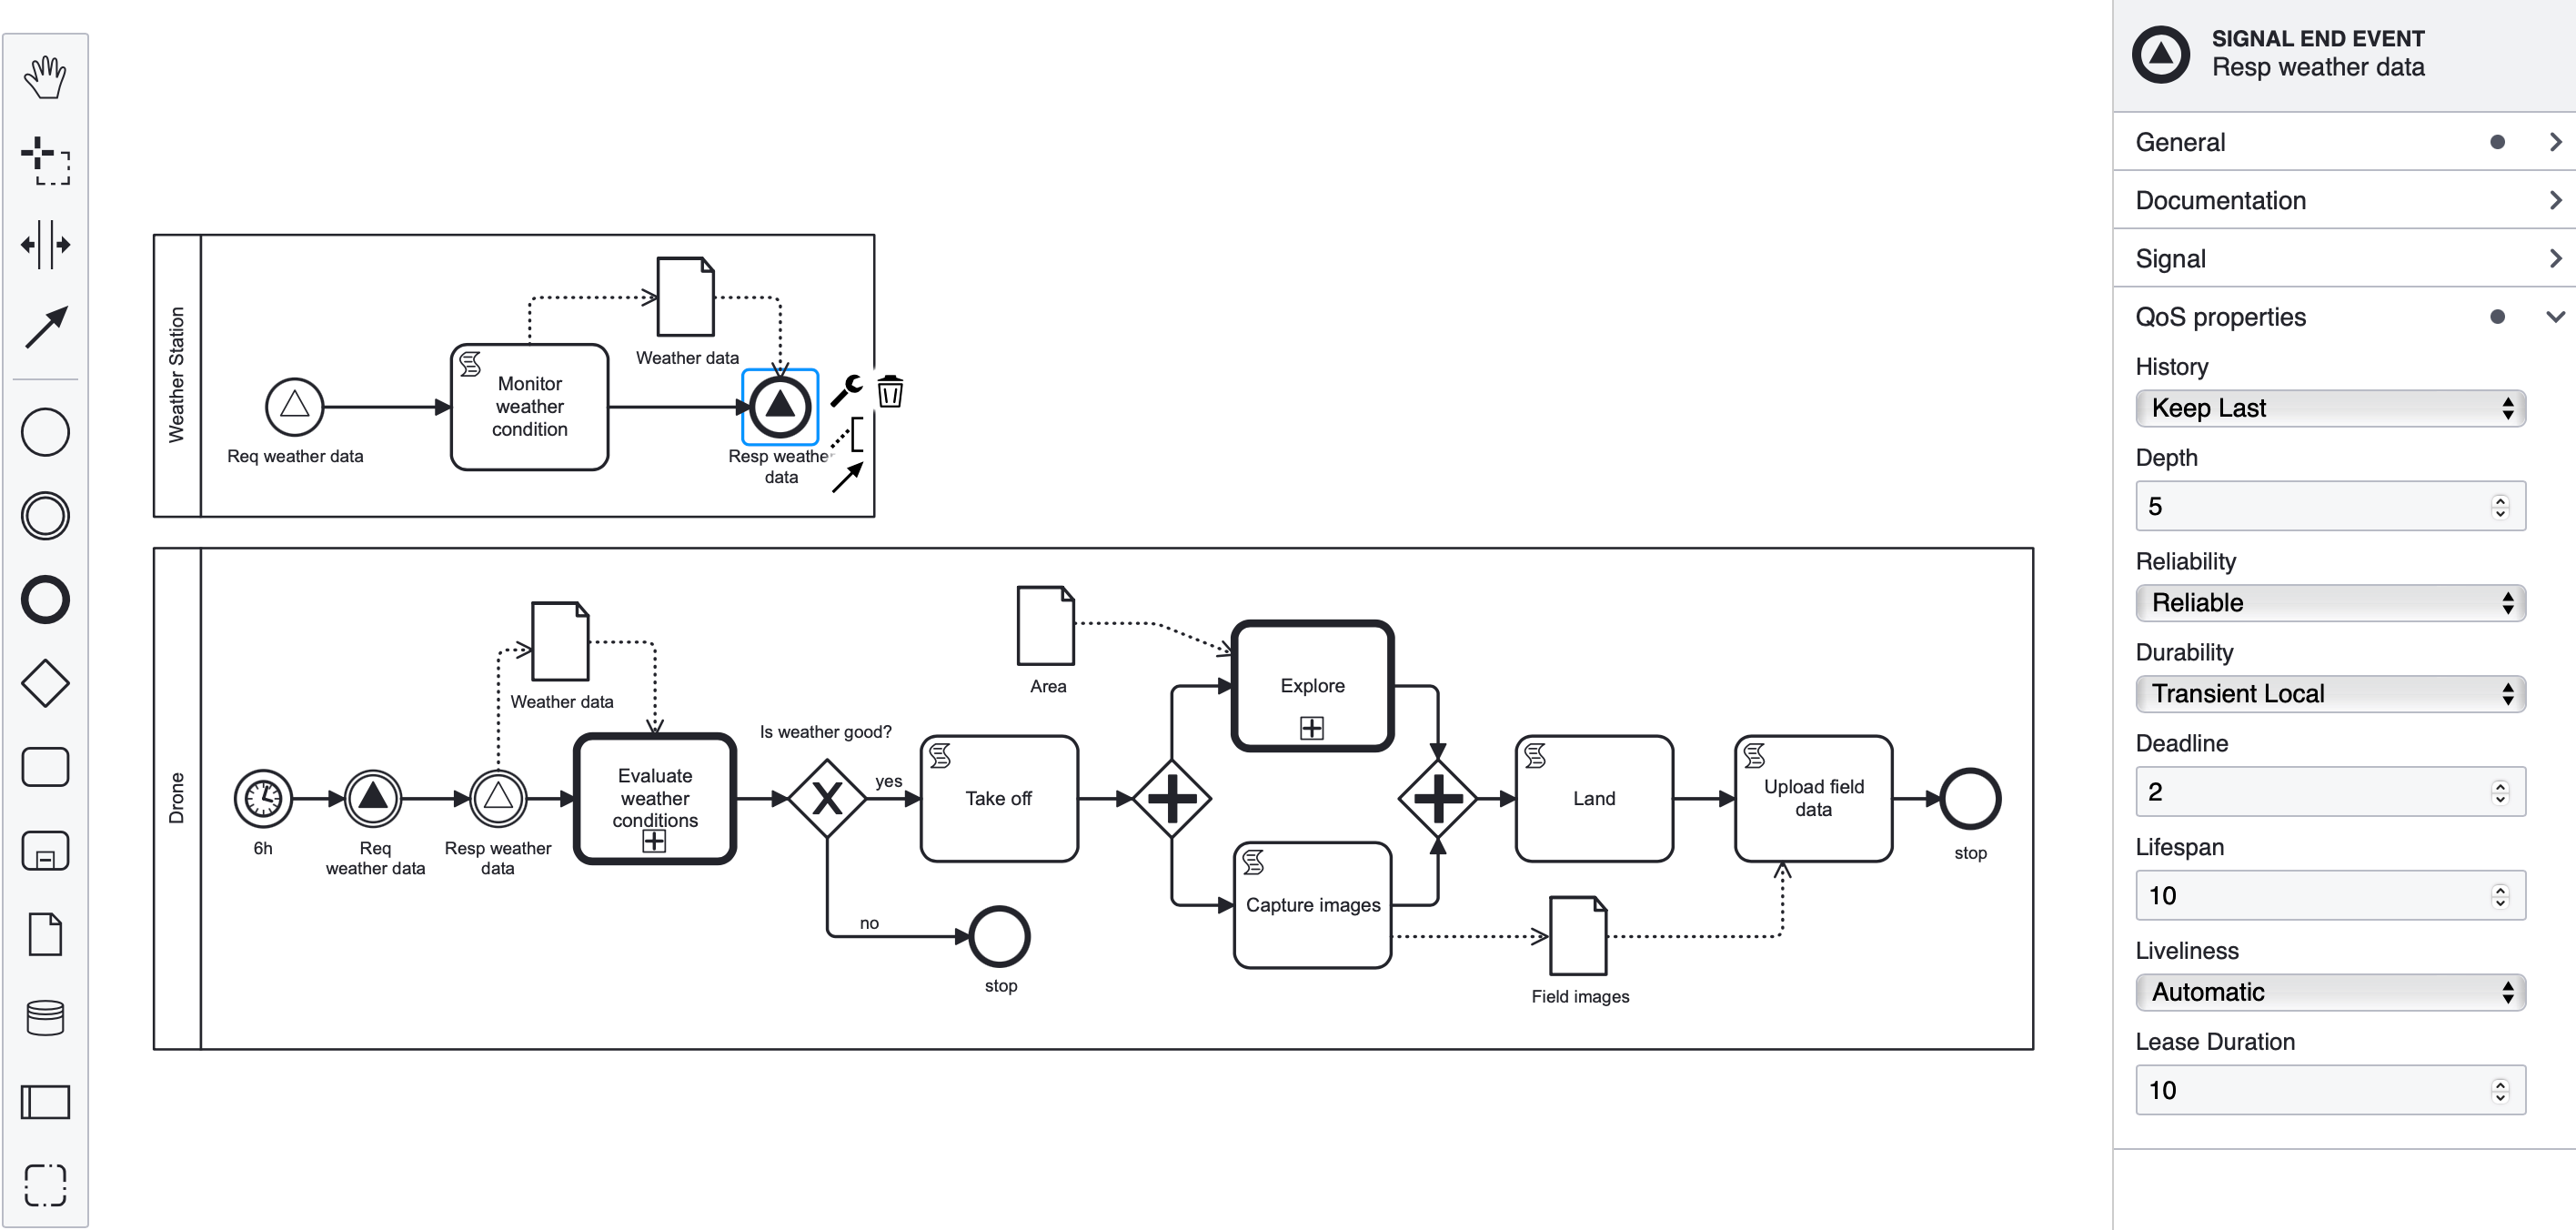 SIGNAL END EVENT
Resp weather data
General
Documentation
Signal
QoS properties
History
Keep Last
Depth
5
Reliability
Reliable
Durability
Transient Local
Deadline
2
Lifespan
10
Liveliness
Automatic
Lease Duration
10
Weather Station
Weather data
Monitor
weather
condition
Req weather data
Resp weathe
data
Drone
Weather data
Area
Explore
Is weather good?
Evaluate
weather
conditions
yes
Take off
Land
Upload field
data
6h
Req
weather data
Resp weather
data
stop
Capture images
no
stop
Field images